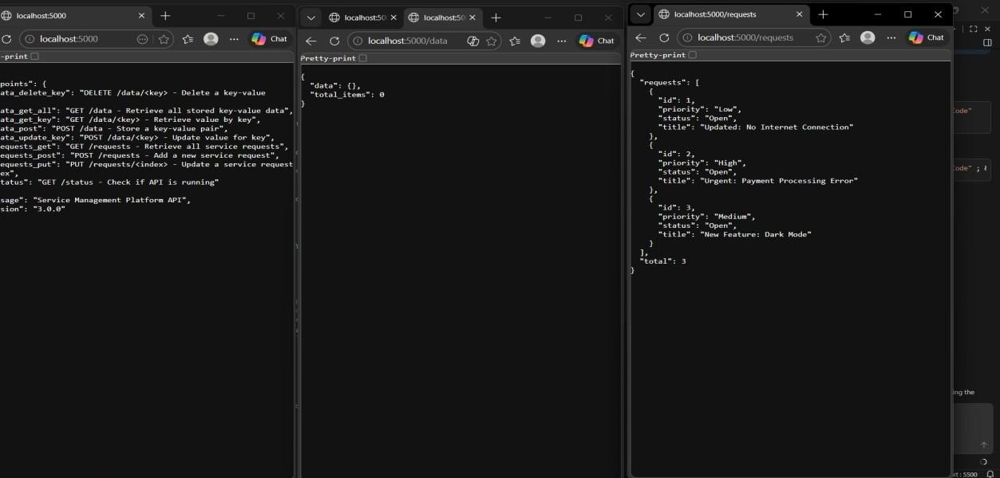 localhost:5000
localhost:5000
Chat
-print
points": {
ata_delete_key": "DELETE /data/<key> - Delete a key-value
ata_get_all": "GET /data - Retrieve all stored key-value data",
ata_get_key": "GET /data/<key> - Retrieve value by key",
ata_post": "POST /data - Store a key-value pair",
ata_update_key": "POST /data/<key> - Update value for key",
equests_get": "GET /requests - Retrieve all service requests",
equests_post": "POST /requests - Add a new service request",
equests_put": "PUT /requests/<index> - Update a service request
ex",
tatus": "GET /status - Check if API is running"
sage": "Service Management Platform API",
sion": "3.0.0"
localhost:50
localhost:50
localhost:5000/data
Chat
Pretty-print
{
"data": {},
"total_items": 0
}
localhost:5000/requests
localhost:5000/requests
Chat
Pretty-print
{
"requests": [
{
"id": 1,
"priority": "Low",
"status": "Open",
"title": "Updated: No Internet Connection"
},
{
"id": 2,
"priority": "High",
"status": "Open",
"title": "Urgent: Payment Processing Error"
},
{
"id": 3,
"priority": "Medium",
"status": "Open",
"title": "New Feature: Dark Mode"
}
],
"total": 3
}
Code"
Code" ; &
ing the
rt : 5500